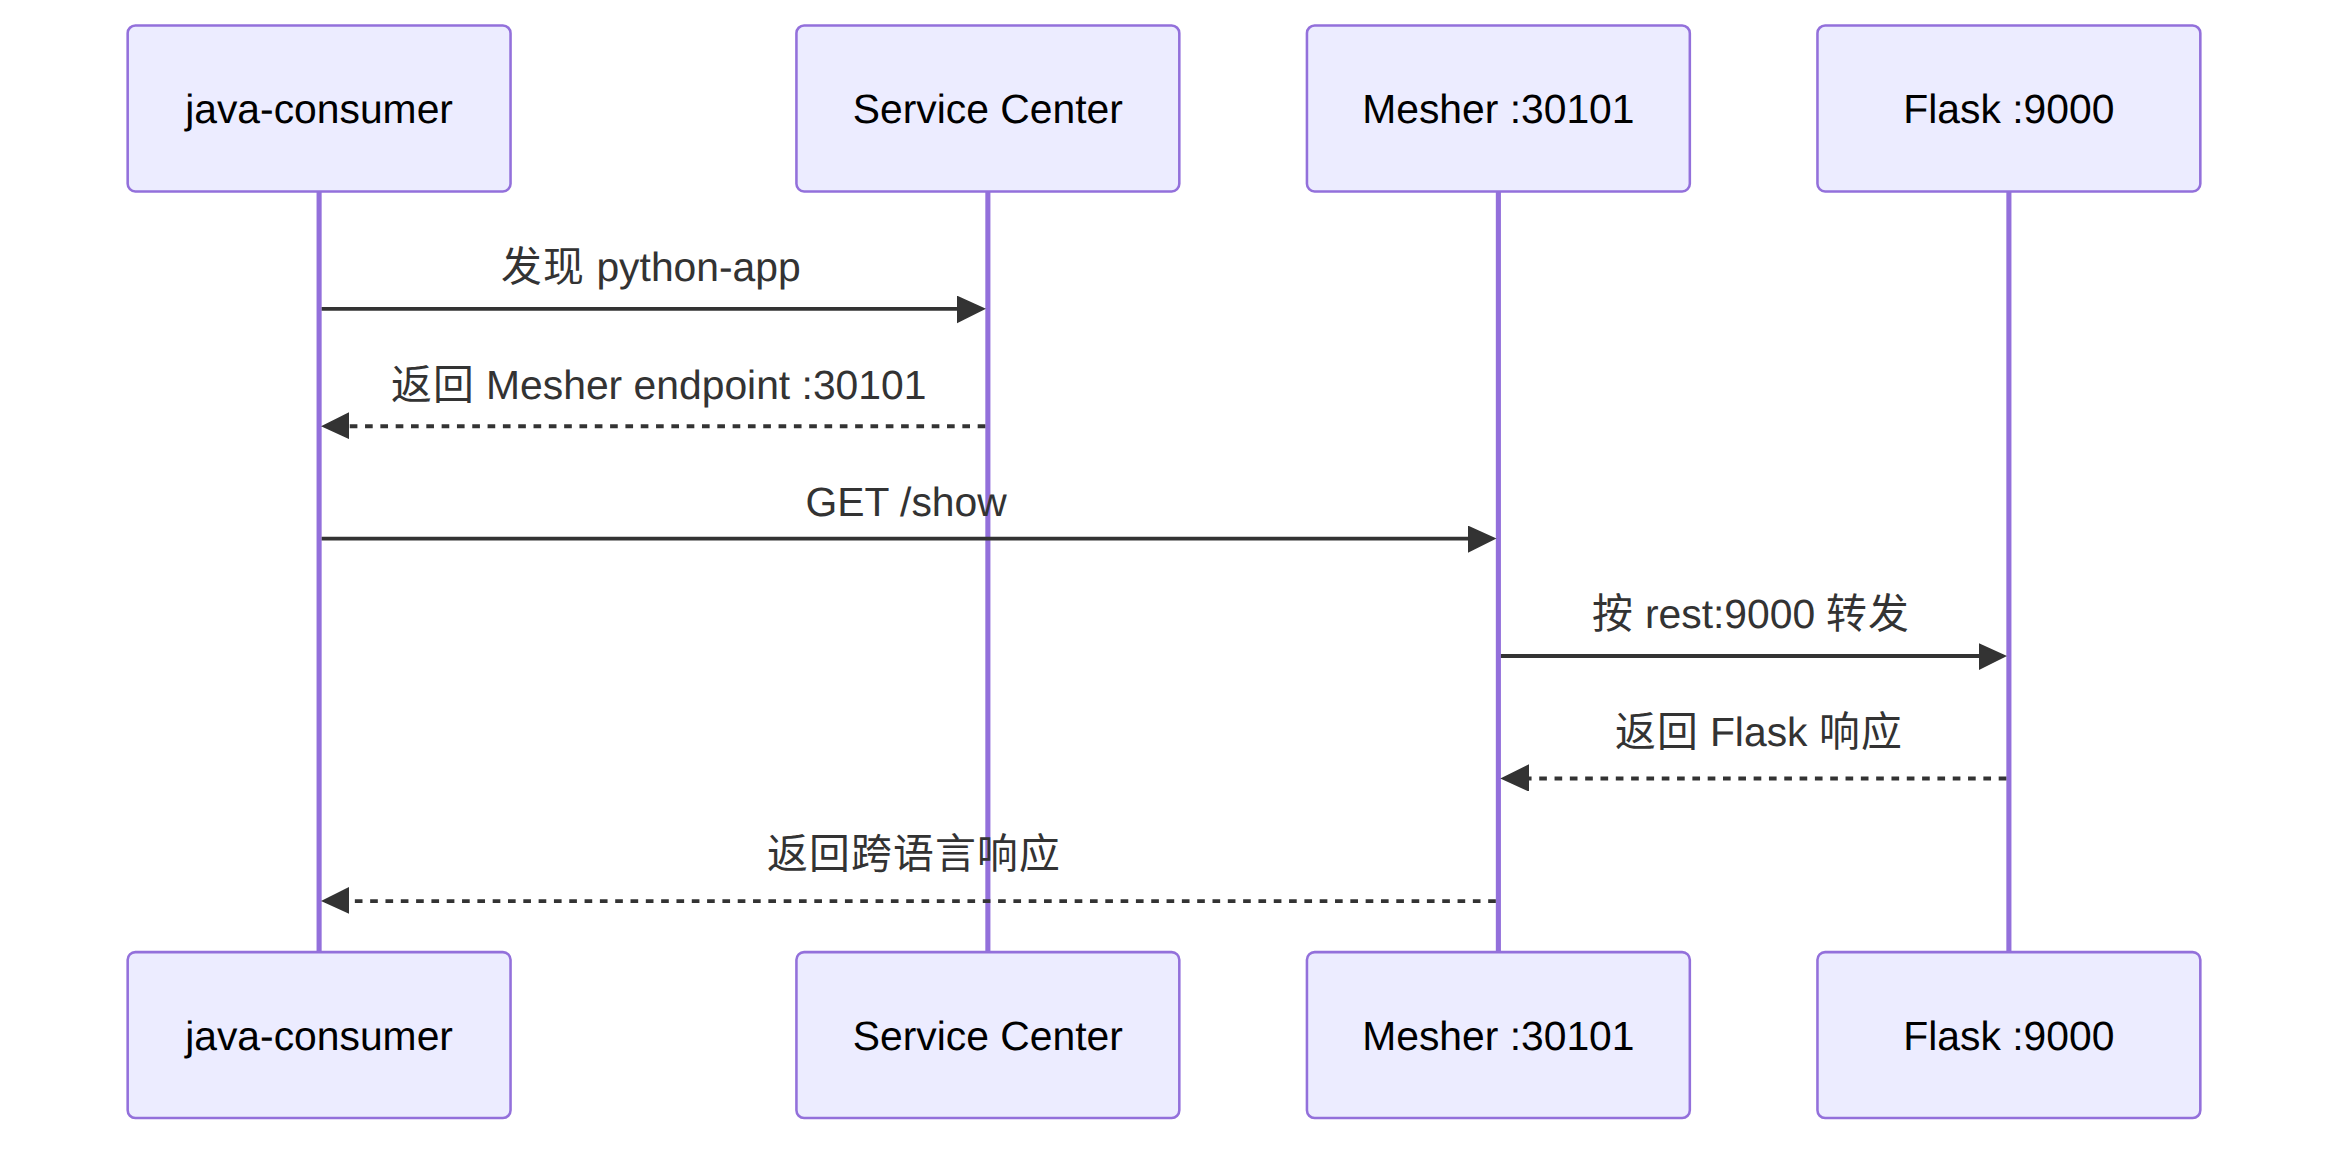 java-consumer
Service Center
Mesher :30101
Flask :9000
发现 python-app
返回 Mesher endpoint :30101
GET /show
按 rest:9000 转发
返回 Flask 响应
返回跨语言响应
java-consumer
Service Center
Mesher :30101
Flask :9000